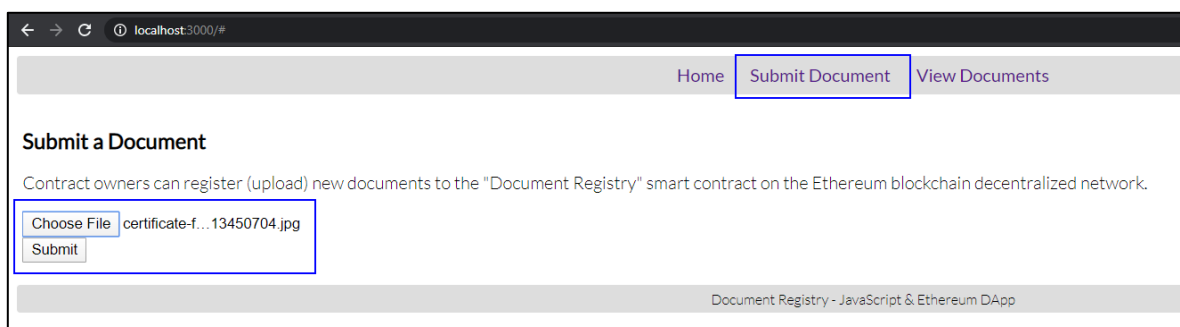 localhost:3000/#
Home Submit Document View Documents
Submit a Document
Contract owners can register (upload) new documents to the "Document Registry" smart contract on the Ethereum blockchain decentralized network.
Choose File certificate-f…13450704.jpg
Submit
Document Registry - JavaScript & Ethereum DApp